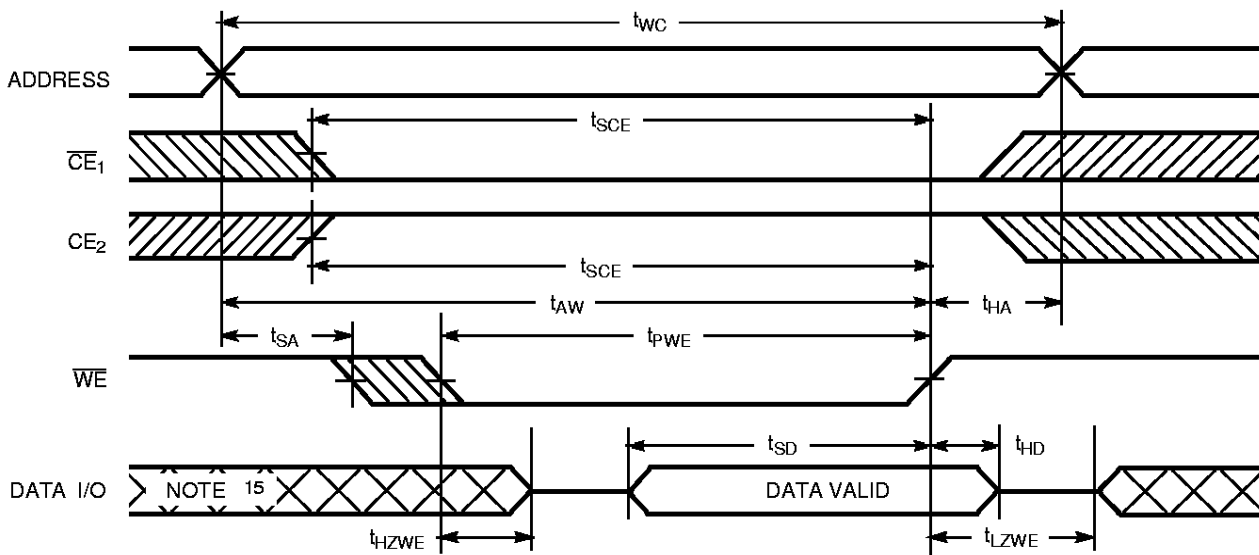 tWC
ADDRESS
tSCE
CE1
CE2
tSCE
tAW
tHA
tSA
tPWE
WE
tSD
tHD
DATA I/O
NOTE 15
DATA VALID
tHZWE
tLZWE